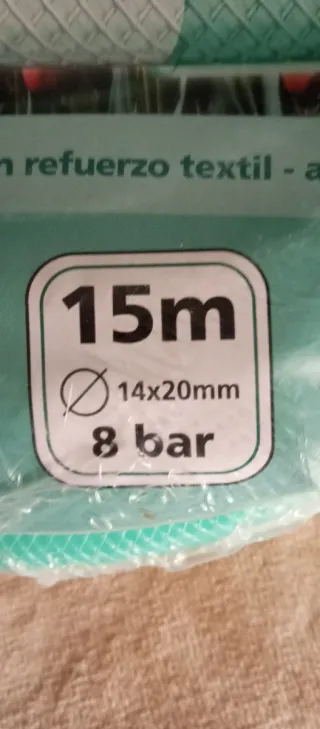 refuerzo textil -
15m
⌀ 14x20mm
8 bar